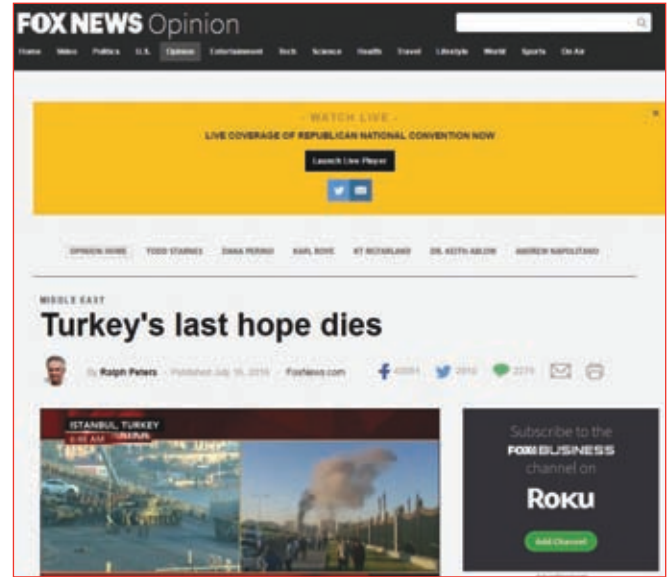 FOX NEWS Opinion
Home Video Politics U.S. Opinion Entertainment Tech Science Health Travel Lifestyle World Sports On Air
- WATCH LIVE -
LIVE COVERAGE OF REPUBLICAN NATIONAL CONVENTION NOW
Launch Live Player
OPINION HOME TODD STARNES DANA PERINO KARL ROVE KT MCFARLAND DR. KEITH ABLOW ANDREW NAPOLITANO
MIDDLE EAST
Turkey's last hope dies
By Ralph Peters Published July 16, 2016 FoxNews.com
ISTANBUL, TURKEY
Subscribe to the
FOX BUSINESS
channel on
ROKU
Add Channel